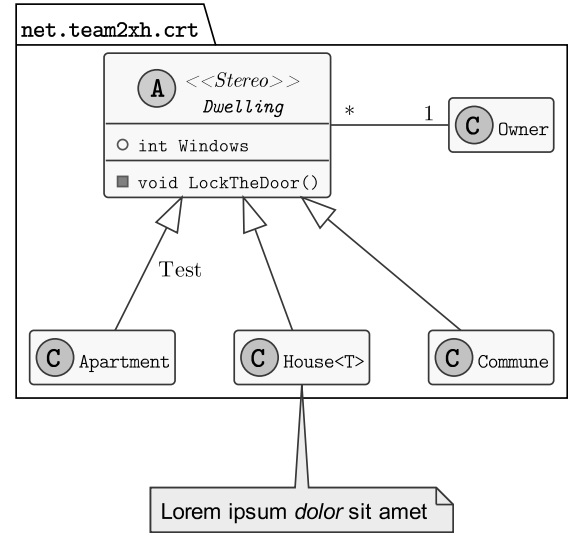 net.team2xh.crt
A
<<Stereo>>
Dwelling
int Windows
void LockTheDoor()
* 1
C Owner
Test
C Apartment
C House<T>
C Commune
Lorem ipsum dolor sit amet